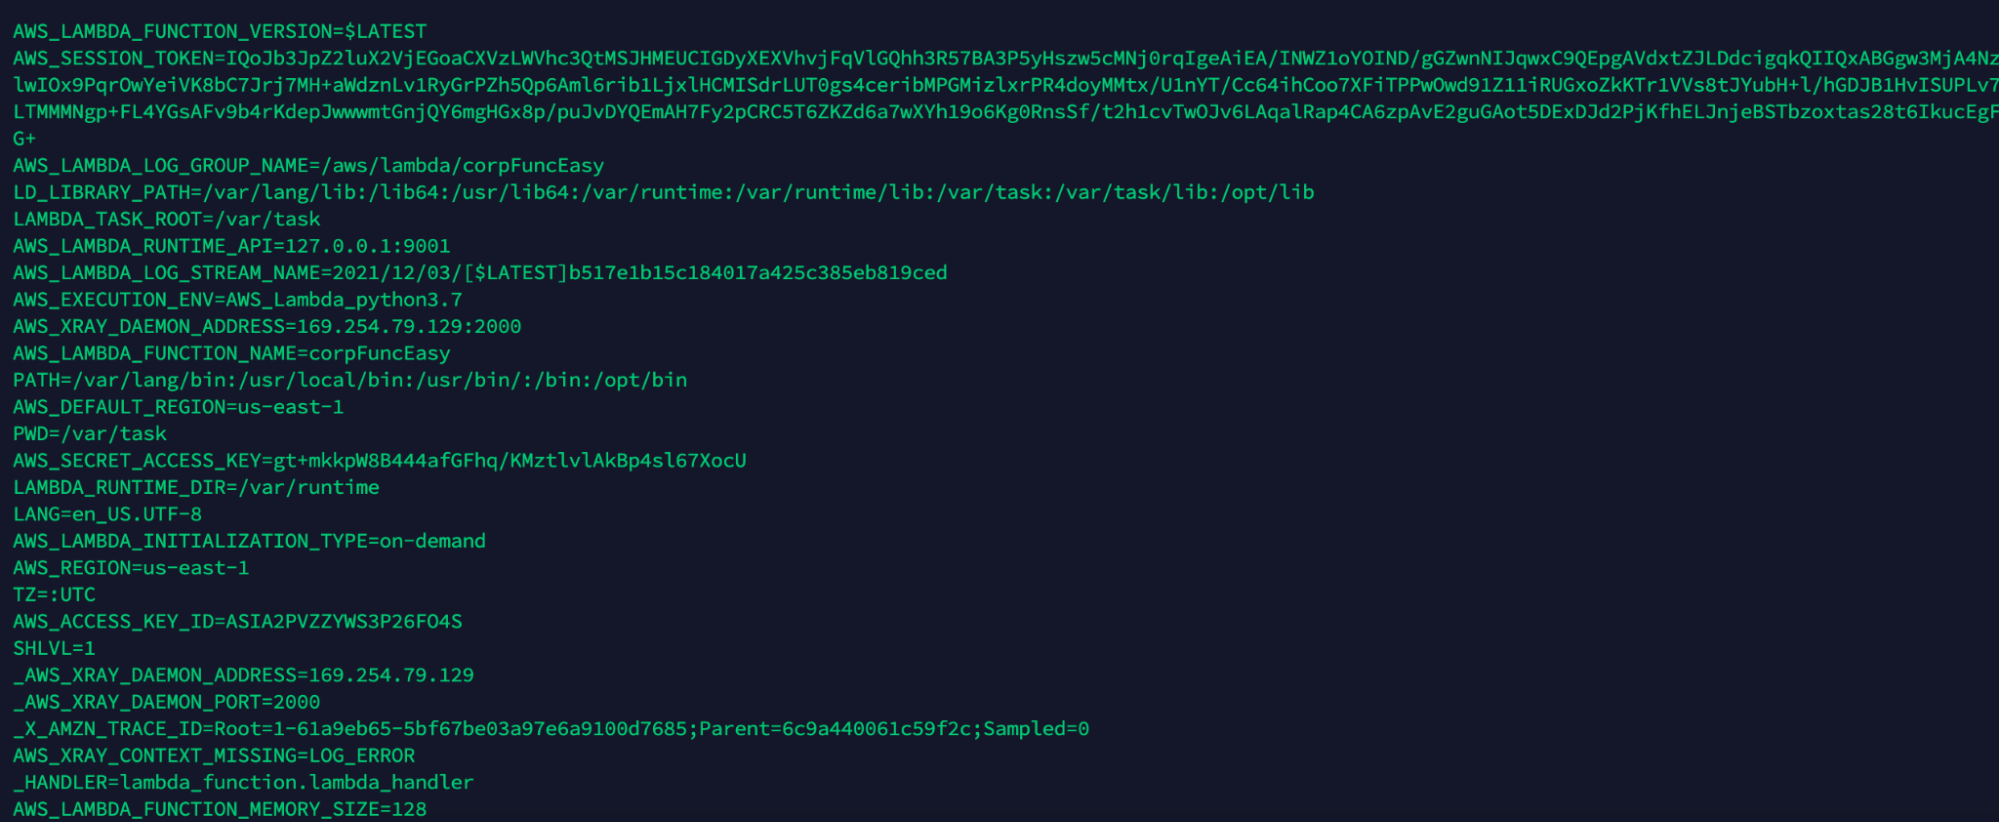 AWS_LAMBDA_FUNCTION_VERSION=$LATEST
AWS_SESSION_TOKEN=IQoJb3JpZ2luX2VjEGoaCXVzLWVhc3QtMSJHMEUCIGDyXEXVhvjFqVlGQhh3R57BA3P5yHszw5cMNj0rqIgeAiEA/INWZ1oYOIND/gGZwnNIJqwxC9QEpgAVdxtZJLDdcigqkQIIQxABGgw3MjA4Nz
lwIOx9PqrOwYeiVK8bC7Jrj7MH+aWdznLv1RyGrPZh5Qp6Aml6rib1LjxlHCMISdrLUT0gs4ceribMPGMizlxrPR4doyMMtx/U1nYT/Cc64ihCoo7XFiTPPwOwd91Z11iRUGxoZkKTr1VVs8tJYubH+l/hGDJB1HvISUPLv7
LTMMMNgp+FL4YGsAFv9b4rKdepJwwwmtGnjQY6mgHGx8p/puJvDYQEmAH7Fy2pCRC5T6ZKZd6a7wXYhl9o6Kg0RnsSf/t2h1cvTwOJv6LAqalRap4CA6zpAvE2guGAot5DExDJd2PjKfhELJnjeBSTbzoxtas28t6IkucEgF
G+
AWS_LAMBDA_LOG_GROUP_NAME=/aws/lambda/corpFuncEasy
LD_LIBRARY_PATH=/var/lang/lib:/lib64:/usr/lib64:/var/runtime:/var/runtime/lib:/var/task:/var/task/lib:/opt/lib
LAMBDA_TASK_ROOT=/var/task
AWS_LAMBDA_RUNTIME_API=127.0.0.1:9001
AWS_LAMBDA_LOG_STREAM_NAME=2021/12/03/[$LATEST]b517e1b15c184017a425c385eb819ced
AWS_EXECUTION_ENV=AWS_Lambda_python3.7
AWS_XRAY_DAEMON_ADDRESS=169.254.79.129:2000
AWS_LAMBDA_FUNCTION_NAME=corpFuncEasy
PATH=/var/lang/bin:/usr/local/bin:/usr/bin/:/bin:/opt/bin
AWS_DEFAULT_REGION=us-east-1
PWD=/var/task
AWS_SECRET_ACCESS_KEY=gt+mkkpW8B444afGFhq/KMztlvlAkBp4sl67XocU
LAMBDA_RUNTIME_DIR=/var/runtime
LANG=en_US.UTF-8
AWS_LAMBDA_INITIALIZATION_TYPE=on-demand
AWS_REGION=us-east-1
TZ=:UTC
AWS_ACCESS_KEY_ID=ASIA2PVZZYWS3P26FO4S
SHLVL=1
_AWS_XRAY_DAEMON_ADDRESS=169.254.79.129
_AWS_XRAY_DAEMON_PORT=2000
_X_AMZN_TRACE_ID=Root=1-61a9eb65-5bf67be03a97e6a9100d7685;Parent=6c9a440061c59f2c;Sampled=0
AWS_XRAY_CONTEXT_MISSING=LOG_ERROR
_HANDLER=lambda_function.lambda_handler
AWS_LAMBDA_FUNCTION_MEMORY_SIZE=128